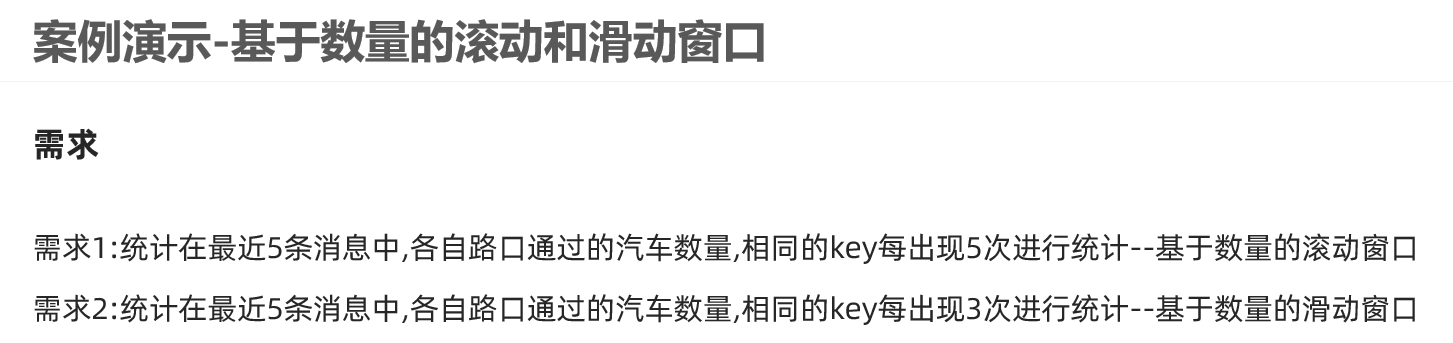 案例演示-基于数量的滚动和滑动窗口
需求
需求1:统计在最近5条消息中,各自路口通过的汽车数量,相同的key每出现5次进行统计--基于数量的滚动窗口
需求2:统计在最近5条消息中,各自路口通过的汽车数量,相同的key每出现3次进行统计--基于数量的滑动窗口